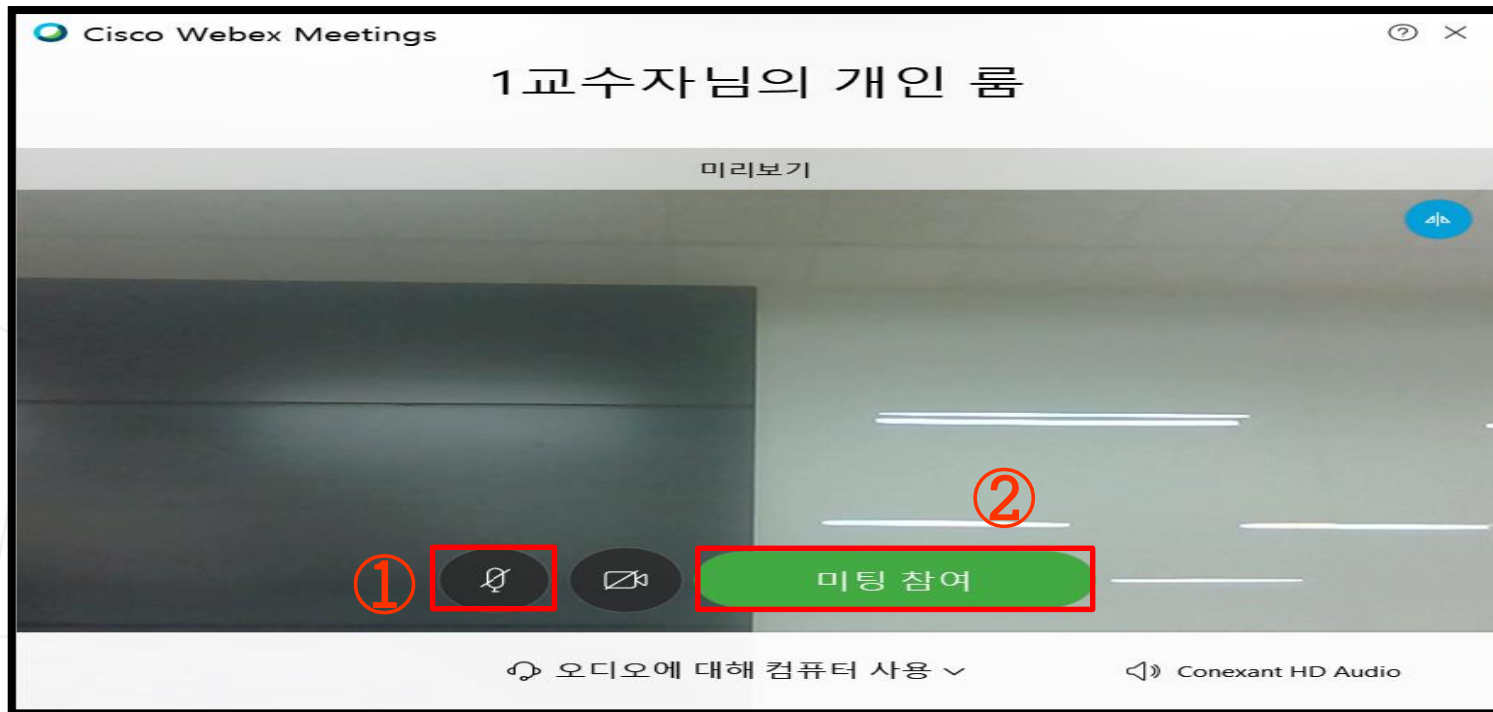 Cisco Webex Meetings
1교수자님의 개인 룸
미리보기
②
① 미팅 참여
오디오에 대해 컴퓨터 사용 Conexant HD Audio